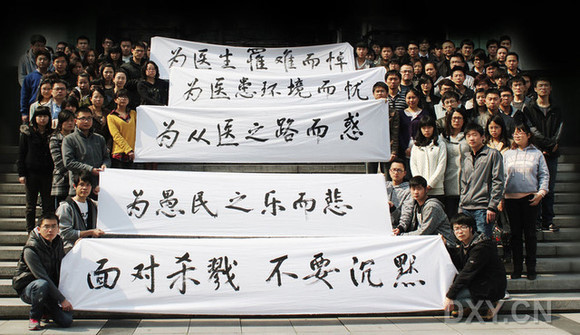 为医生罹难而悼
为医患环境而忧
为从医之路而惑
为愚民之乐而悲
面对杀戮 不要沉默
DXY.CN